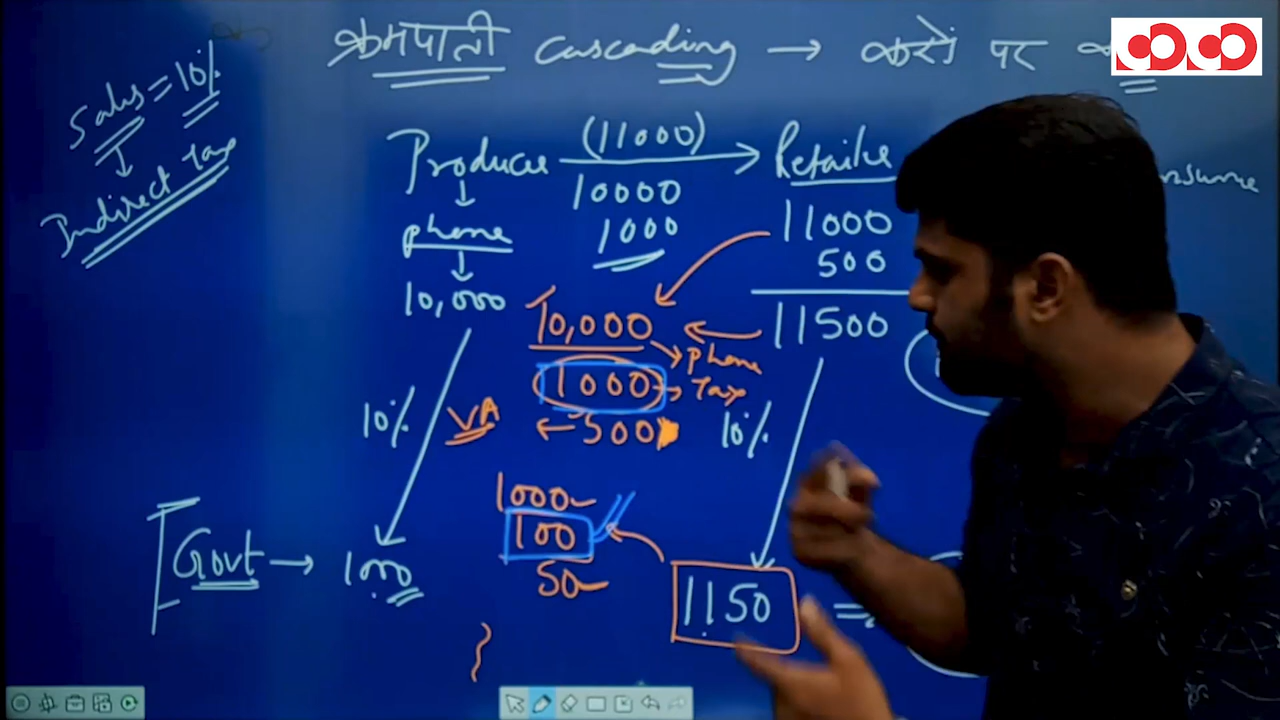 क्रमपाती cascading → करों पर
Sales = 10%
↓
Indirect Tax
Producer
(11000)
→
10000
1000
Retailer
11000
500
11500
↓
phone
↓
10,000
10,000
→ phone
1000
→ Tax
← 500
10%
VA
10%
1000
100
50
Govt → 1000
1150
=